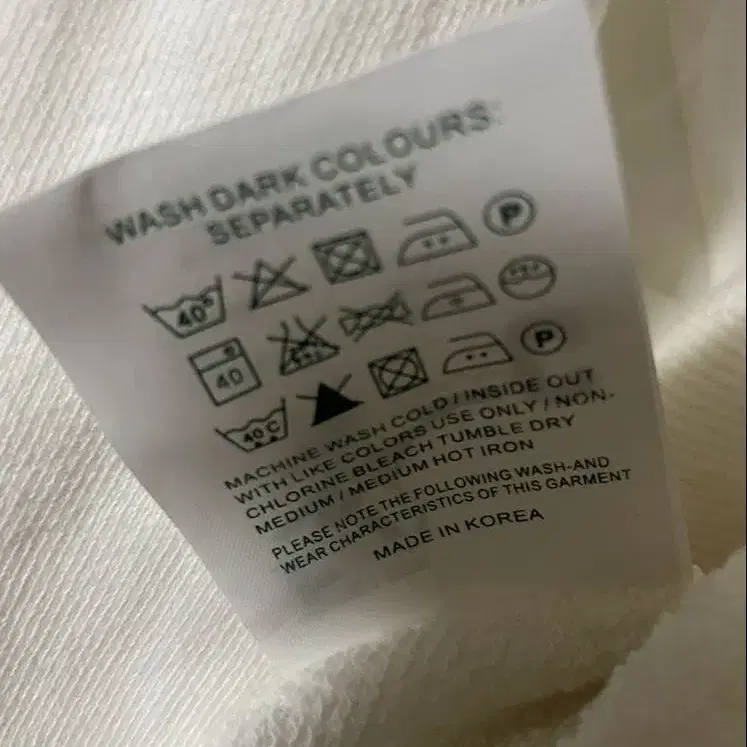 WASH DARK COLOURS:
SEPARATELY
40° P
40
40 C P
MACHINE WASH COLD / INSIDE OUT
WITH LIKE COLORS USE ONLY / NON-
CHLORINE BLEACH TUMBLE DRY
MEDIUM / MEDIUM HOT IRON
PLEASE NOTE THE FOLLOWING WASH-AND
WEAR CHARACTERISTICS OF THIS GARMENT
MADE IN KOREA